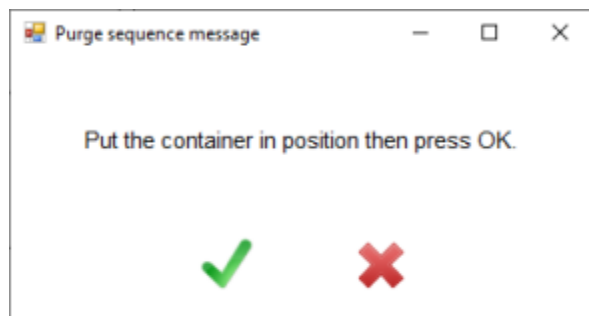 Purge sequence message
Put the container in position then press OK.